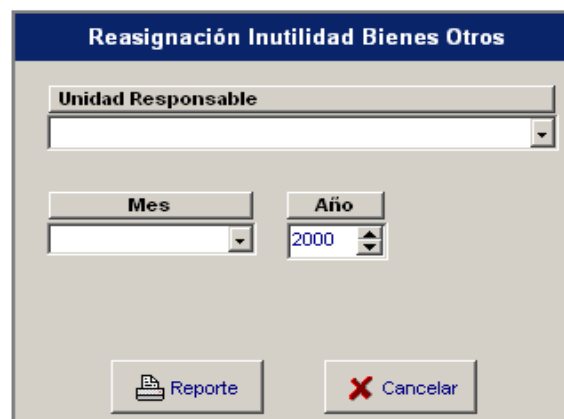 Reasignación Inutilidad Bienes Otros
Unidad Responsable
Mes Año
2000
Reporte Cancelar